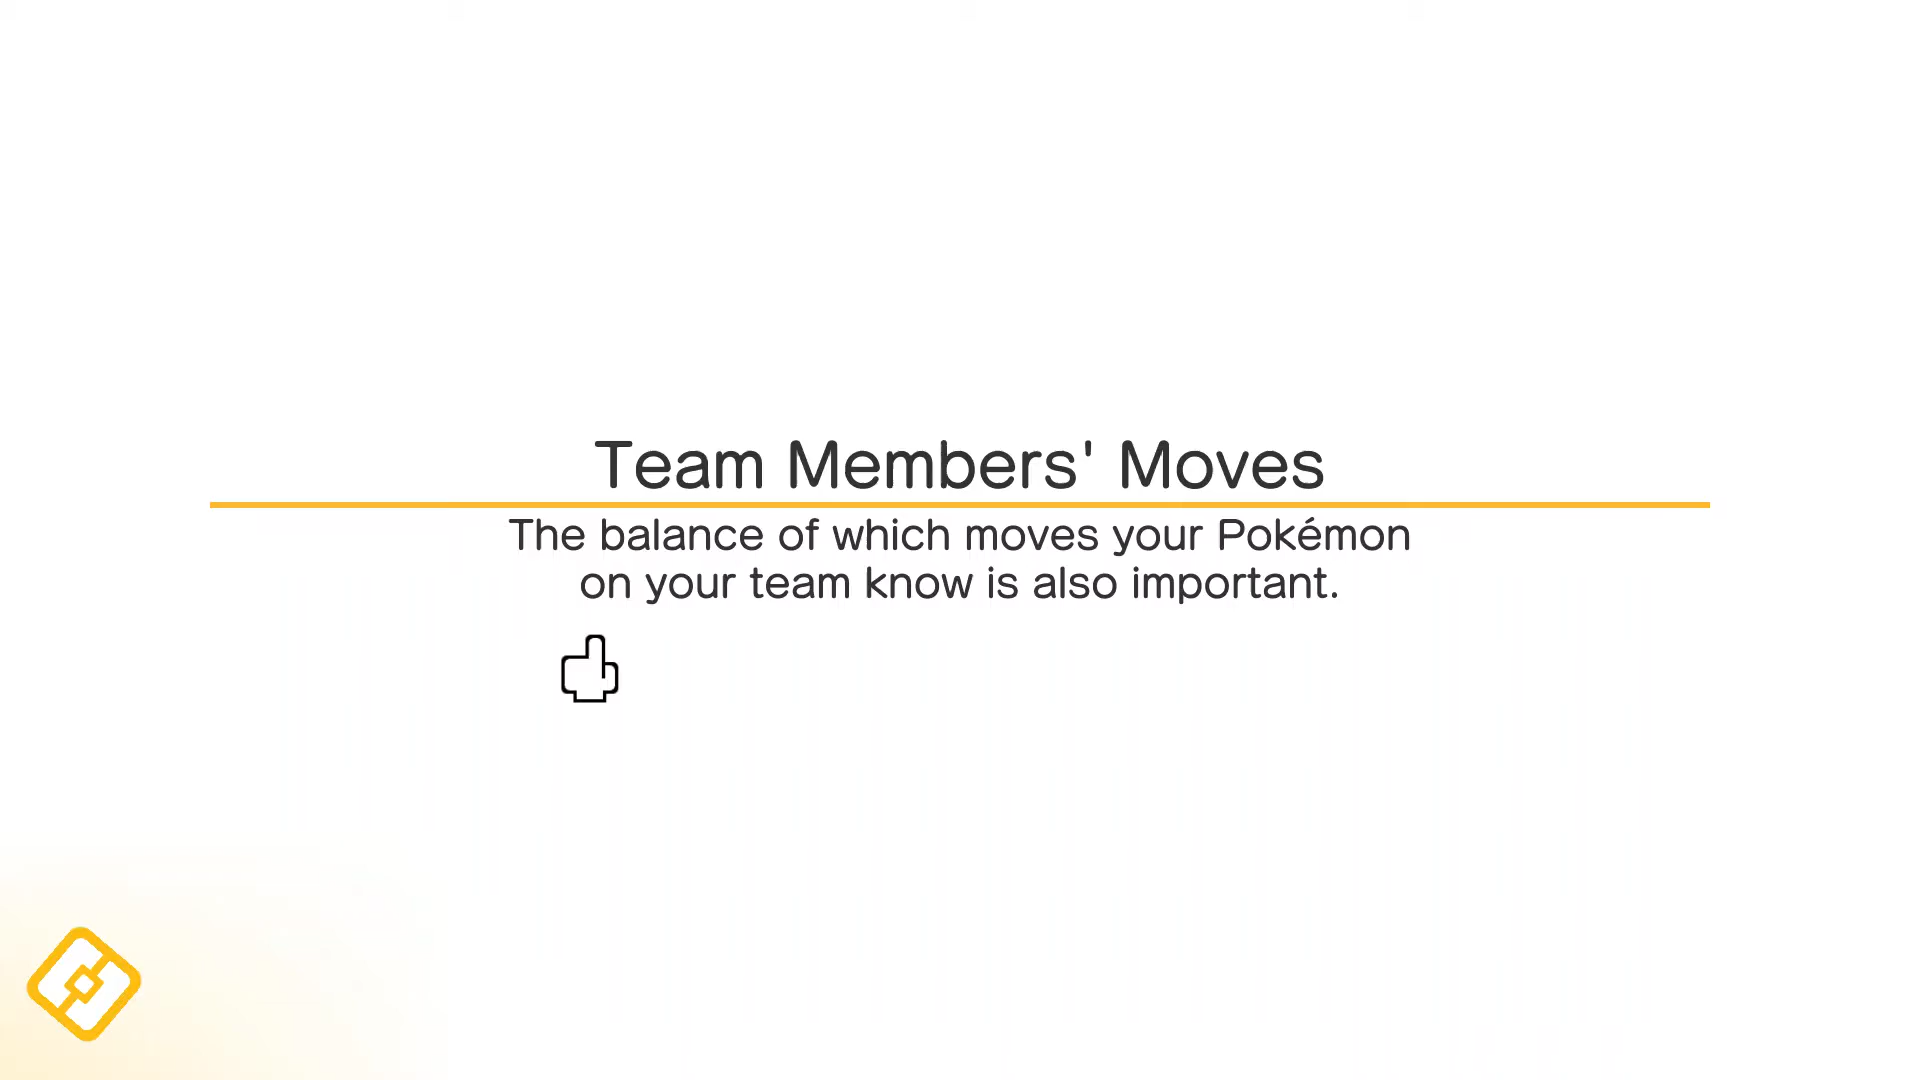 Team Members' Moves
The balance of which moves your Pokémon
on your team know is also important.